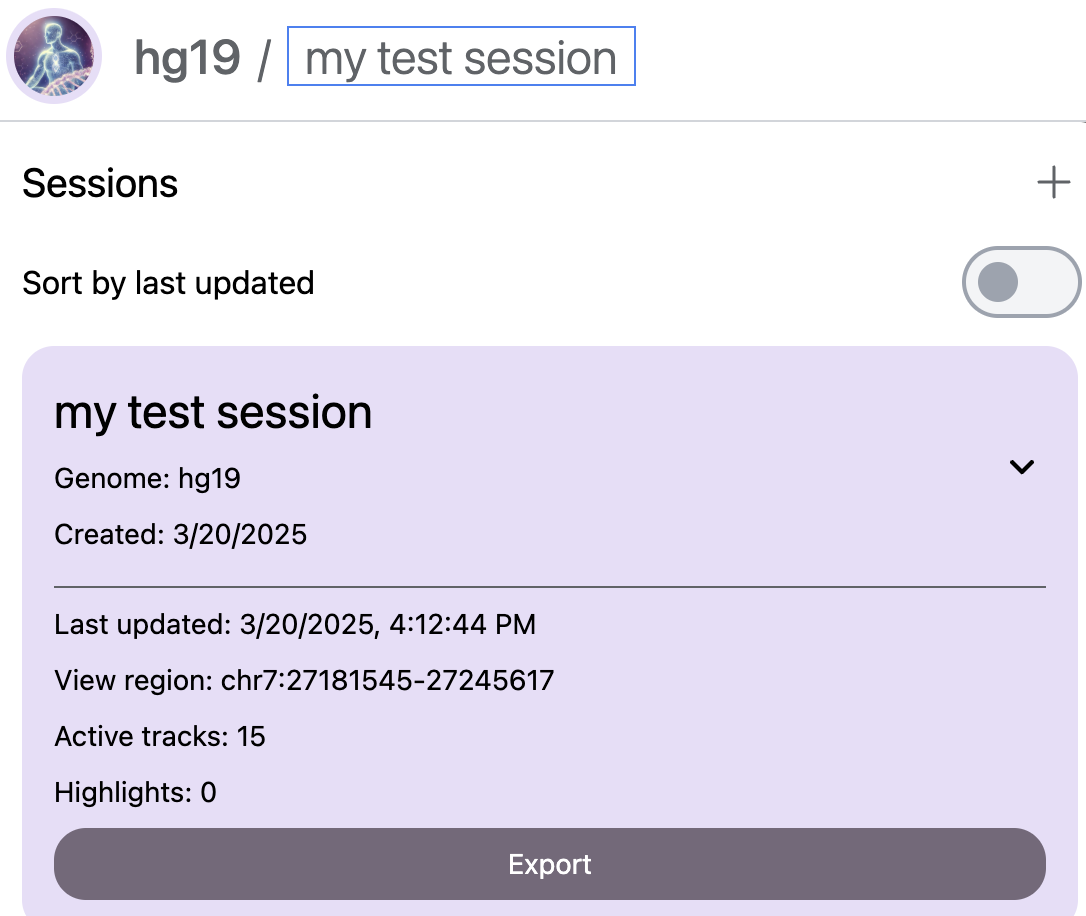 hg19 / my test session
Sessions
Sort by last updated
my test session
Genome: hg19
Created: 3/20/2025
Last updated: 3/20/2025, 4:12:44 PM
View region: chr7:27181545-27245617
Active tracks: 15
Highlights: 0
Export